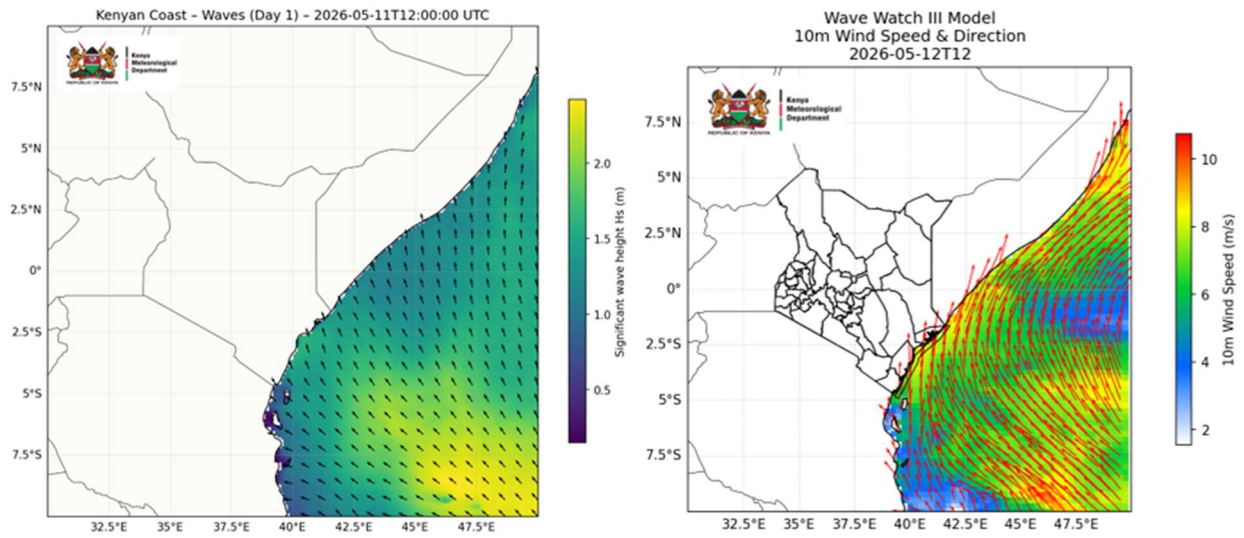 Kenyan Coast – Waves (Day 1) – 2026-05-11T12:00:00 UTC
Kenya
Meteorological
Department
REPUBLIC OF KENYA
7.5°N
5°N
2.5°N
0°
2.5°S
5°S
7.5°S
32.5°E 35°E 37.5°E 40°E 42.5°E 45°E 47.5°E
2.0
1.5
1.0
0.5
Significant wave height Hs (m)
Wave Watch III Model
10m Wind Speed & Direction
2026-05-12T12
Kenya
Meteorological
Department
REPUBLIC OF KENYA
7.5°N
5°N
2.5°N
0°
2.5°S
5°S
7.5°S
32.5°E 35°E 37.5°E 40°E 42.5°E 45°E 47.5°E
10
8
6
4
2
10m Wind Speed (m/s)